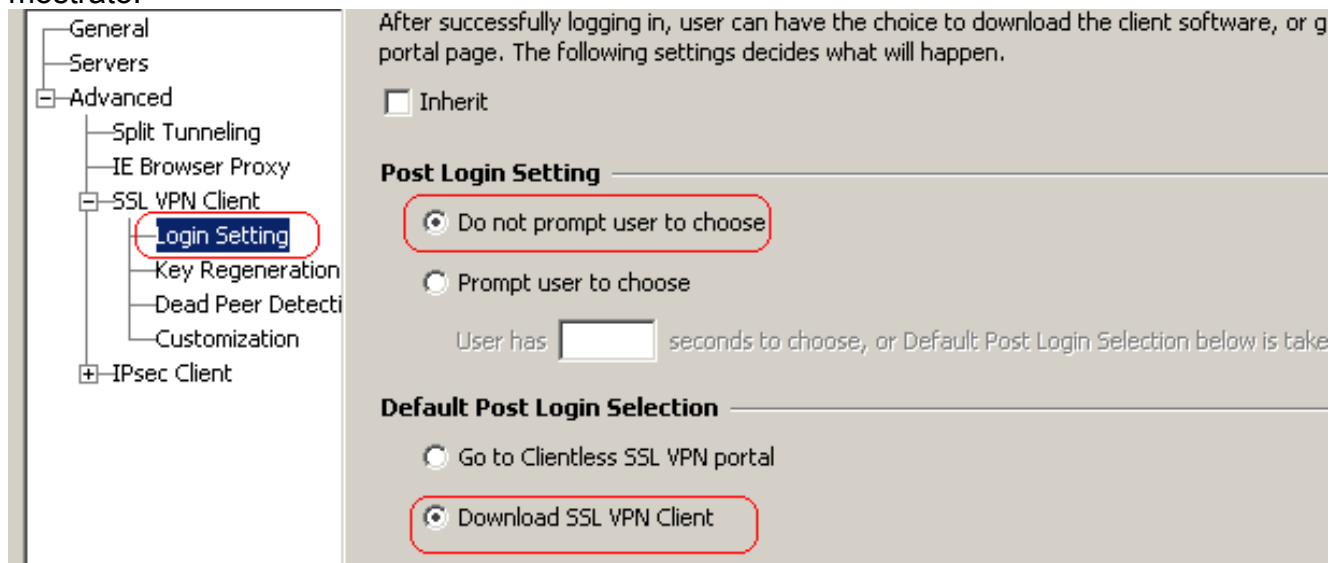 mostrato.
General
Servers
Advanced
Split Tunneling
IE Browser Proxy
SSL VPN Client
Login Setting
Key Regeneration
Dead Peer Detecti
Customization
IPsec Client
After successfully logging in, user can have the choice to download the client software, or g
portal page. The following settings decides what will happen.
Inherit
Post Login Setting
Do not prompt user to choose
Prompt user to choose
User has seconds to choose, or Default Post Login Selection below is take
Default Post Login Selection
Go to Clientless SSL VPN portal
Download SSL VPN Client